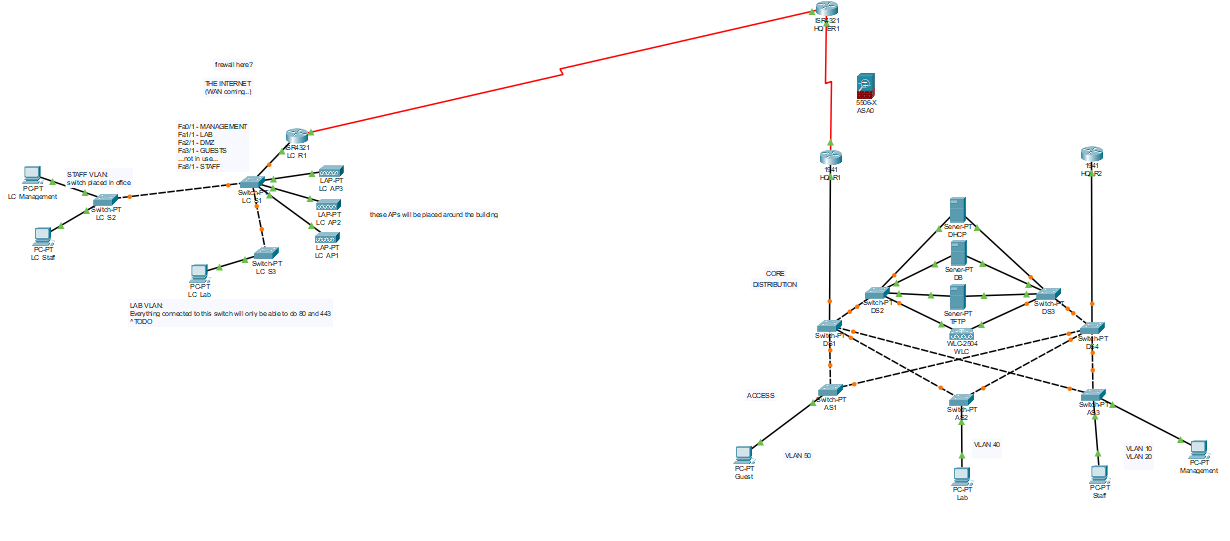 ISR4321
HQ ER1
firewall here?
THE INTERNET
(WAN coming...)
5506-X
ASA0
Fa0/1 - MANAGEMENT
Fa1/1 - LAB
Fa2/1 - DMZ
Fa3/1 - GUESTS
...not in use...
Fa8/1 - STAFF
ISR4321
LC R1
1941
HQ R1
1941
HQ R2
STAFF VLAN:
switch placed in office
PC-PT
LC Management
Switch-PT
LC S2
Switch-PT
LC S1
LAP-PT
LC AP3
LAP-PT
LC AP2
LAP-PT
LC AP1
these APs will be placed around the building
PC-PT
LC Staff
Switch-PT
LC S3
PC-PT
LC Lab
LAB VLAN:
Everything connected to this switch will only be able to do 80 and 443
^TODO
Server-PT
DHCP
Server-PT
DB
Server-PT
TFTP
WLC-2504
WLC
CORE
DISTRIBUTION
Switch-PT
DS2
Switch-PT
DS3
Switch-PT
DS1
Switch-PT
DS4
ACCESS
Switch-PT
AS1
Switch-PT
AS2
Switch-PT
AS3
VLAN 50
VLAN 40
VLAN 10
VLAN 20
PC-PT
Guest
PC-PT
Lab
PC-PT
Staff
PC-PT
Management